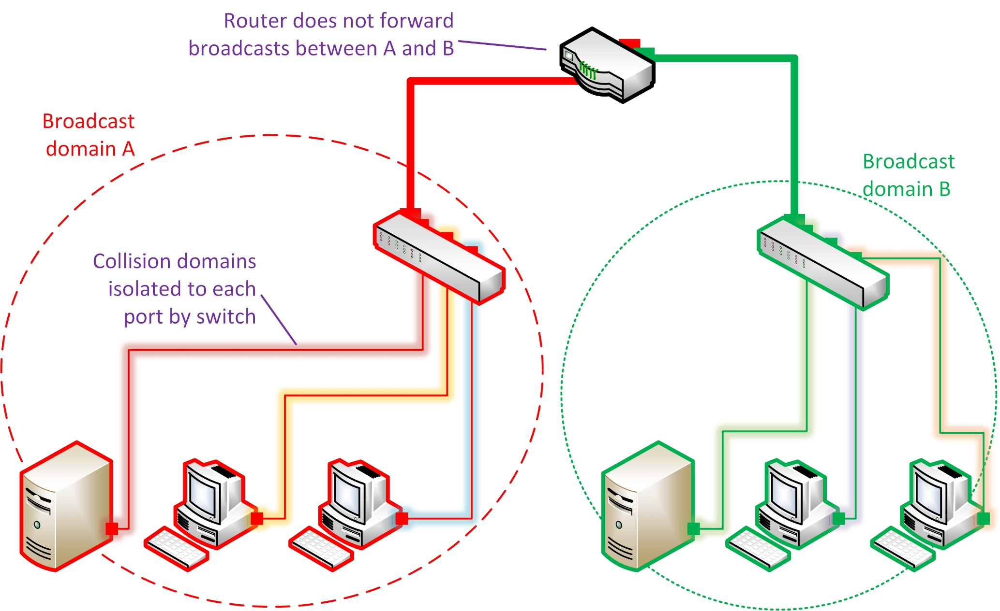 Router does not forward
broadcasts between A and B
Broadcast
domain A
Broadcast
domain B
Collision domains
isolated to each
port by switch